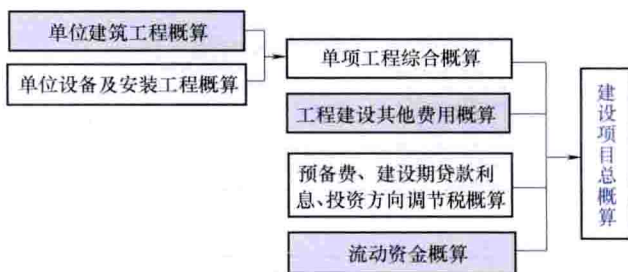 单位建筑工程概算
单位设备及安装工程概算
单项工程综合概算
工程建设其他费用概算
预备费、建设期贷款利
息、投资方向调节税概算
流动资金概算
建设项目总概算